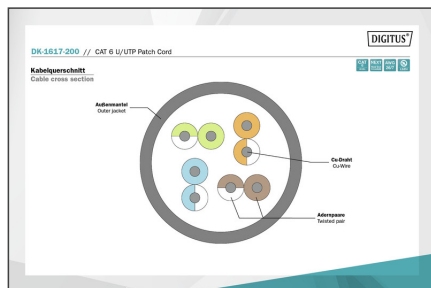 DIGITUS®
DK-1617-200 // CAT 6 U/UTP Patch Cord
Kabelquerschnitt
Cable cross section
Außenmantel
Outer jacket
Cu-Draht
Cu-Wire
Adernpaare
Twisted pair